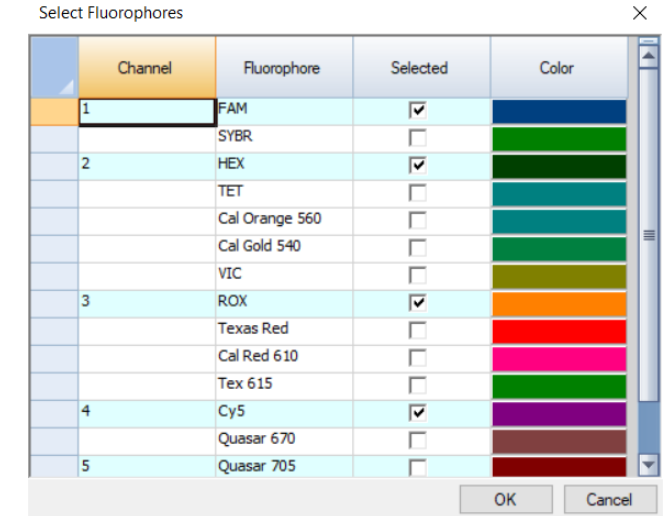 Select Fluorophores
Channel Fluorophore Selected Color
1 FAM
SYBR
2 HEX
TET
Cal Orange 560
Cal Gold 540
VIC
3 ROX
Texas Red
Cal Red 610
Tex 615
4 Cy5
Quasar 670
5 Quasar 705
OK Cancel